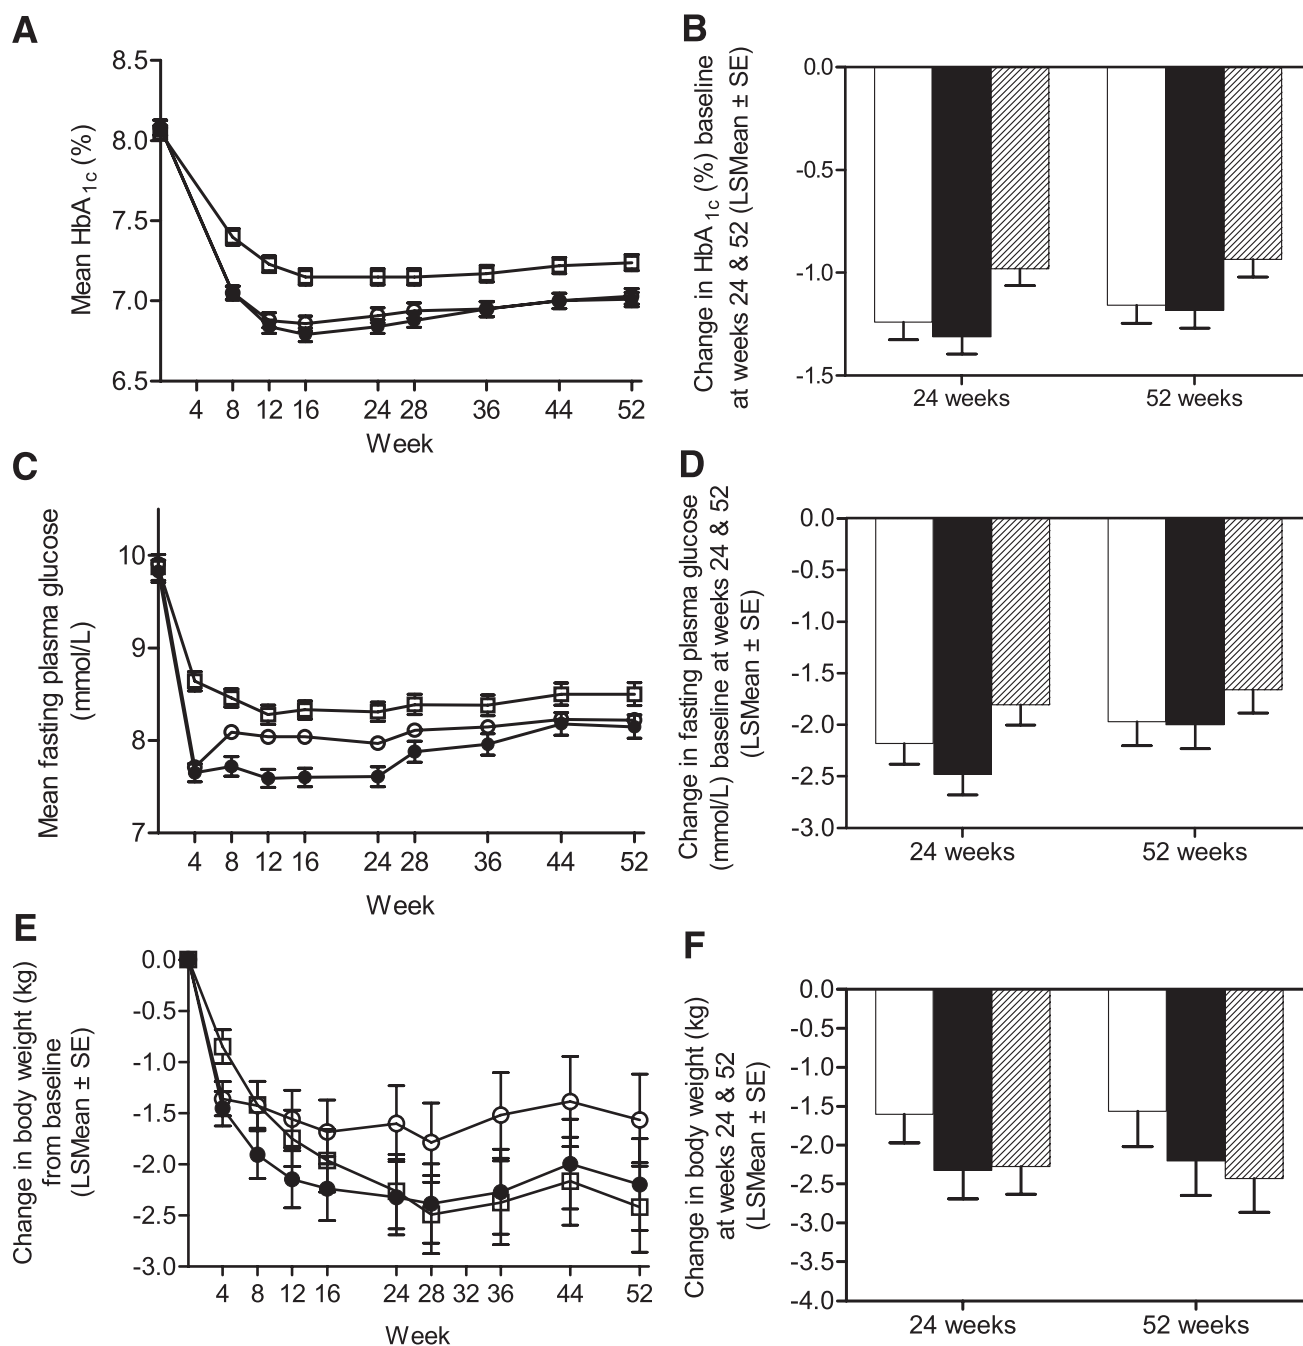 A
Mean HbA1c (%)
8.5
8.0
7.5
7.0
6.5
4 8 12 16 24 28 36 44 52
Week
B
Change in HbA1c (%) baseline
at weeks 24 & 52 (LSMean ± SE)
0.0
-0.5
-1.0
-1.5
24 weeks 52 weeks
C
Mean fasting plasma glucose
(mmol/L)
10
9
8
7
4 8 12 16 24 28 36 44 52
Week
D
Change in fasting plasma glucose
(mmol/L) baseline at weeks 24 & 52
(LSMean ± SE)
0.0
-0.5
-1.0
-1.5
-2.0
-2.5
-3.0
24 weeks 52 weeks
E
Change in body weight (kg)
from baseline
(LSMean ± SE)
0.0
-0.5
-1.0
-1.5
-2.0
-2.5
-3.0
4 8 12 16 24 28 32 36 44 52
Week
F
Change in body weight (kg)
at weeks 24 & 52
(LSMean ± SE)
0.0
-0.5
-1.0
-1.5
-2.0
-2.5
-3.0
-3.5
-4.0
24 weeks 52 weeks